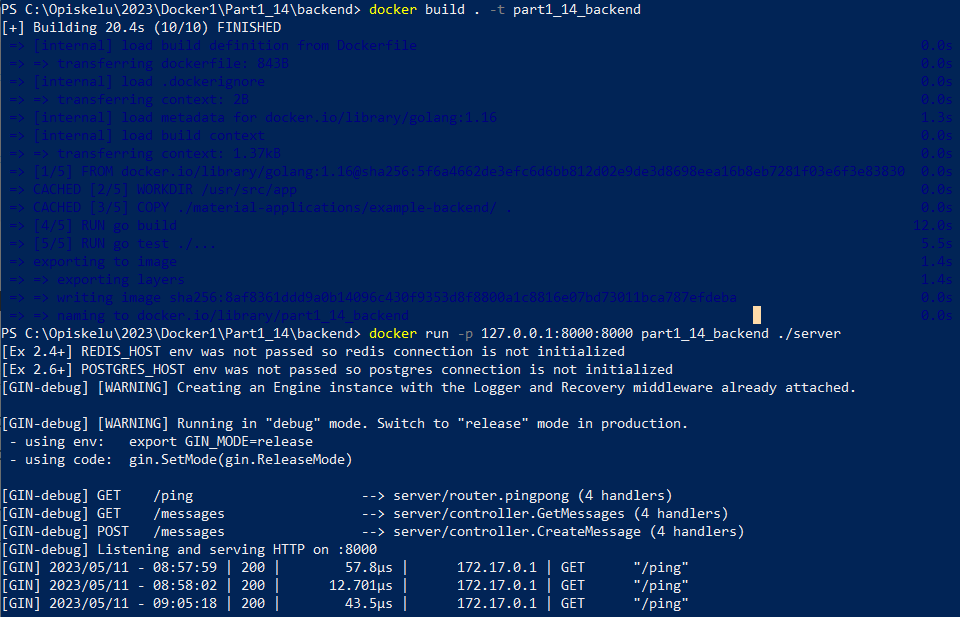 PS C:\Opiskelu\2023\Docker1\Part1_14\backend> docker build . -t part1_14_backend
[+] Building 20.4s (10/10) FINISHED
=> [internal] load build definition from Dockerfile 0.0s
=> => transferring dockerfile: 843B 0.0s
=> [internal] load .dockerignore 0.0s
=> => transferring context: 2B 0.0s
=> [internal] load metadata for docker.io/library/golang:1.16 1.3s
=> [internal] load build context 0.0s
=> => transferring context: 1.37kB 0.0s
=> [1/5] FROM docker.io/library/golang:1.16@sha256:5f6a4662de3efc6d6bb812d02e9de3d8698eea16b8eb7281f03e6f3e83830 0.0s
=> CACHED [2/5] WORKDIR /usr/src/app 0.0s
=> CACHED [3/5] COPY ./material-applications/example-backend/ . 0.0s
=> [4/5] RUN go build 12.0s
=> [5/5] RUN go test ./... 5.5s
=> exporting to image 1.4s
=> => exporting layers 1.4s
=> => writing image sha256:8af8361ddd9a0b14096c430f9353d8f8800a1c8816e07bd73011bca787efdeba 0.0s
=> => naming to docker.io/library/part1_14_backend 0.0s
PS C:\Opiskelu\2023\Docker1\Part1_14\backend> docker run -p 127.0.0.1:8000:8000 part1_14_backend ./server
[Ex 2.4+] REDIS_HOST env was not passed so redis connection is not initialized
[Ex 2.6+] POSTGRES_HOST env was not passed so postgres connection is not initialized
[GIN-debug] [WARNING] Creating an Engine instance with the Logger and Recovery middleware already attached.
[GIN-debug] [WARNING] Running in "debug" mode. Switch to "release" mode in production.
- using env: export GIN_MODE=release
- using code: gin.SetMode(gin.ReleaseMode)
[GIN-debug] GET /ping --> server/router.pingpong (4 handlers)
[GIN-debug] GET /messages --> server/controller.GetMessages (4 handlers)
[GIN-debug] POST /messages --> server/controller.CreateMessage (4 handlers)
[GIN-debug] Listening and serving HTTP on :8000
[GIN] 2023/05/11 - 08:57:59 | 200 | 57.8µs | 172.17.0.1 | GET "/ping"
[GIN] 2023/05/11 - 08:58:02 | 200 | 12.701µs | 172.17.0.1 | GET "/ping"
[GIN] 2023/05/11 - 09:05:18 | 200 | 43.5µs | 172.17.0.1 | GET "/ping"